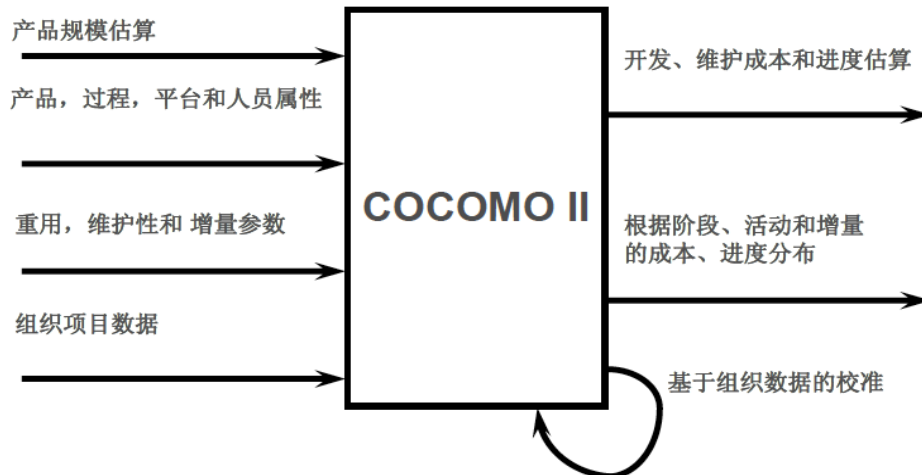 产品规模估算
产品，过程，平台和人员属性
重用，维护性和 增量参数
组织项目数据
COCOMO II
开发、维护成本和进度估算
根据阶段、活动和增量
的成本、进度分布
基于组织数据的校准